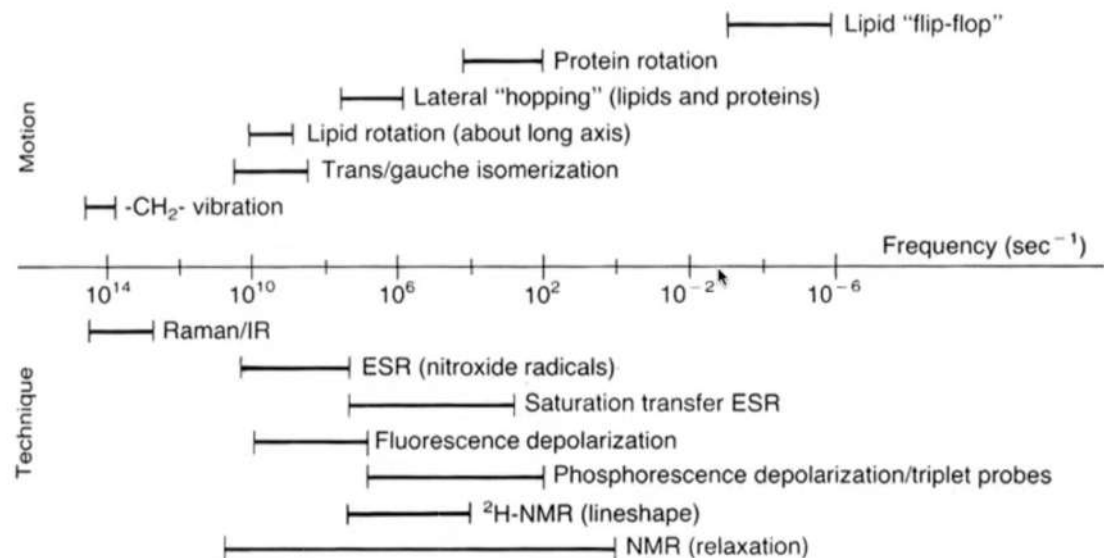 Lipid "flip-flop"
Protein rotation
Lateral "hopping" (lipids and proteins)
Lipid rotation (about long axis)
Trans/gauche isomerization
-CH₂- vibration
Motion
Frequency (sec⁻¹)
10¹⁴ 10¹⁰ 10⁶ 10² 10⁻² 10⁻⁶
Raman/IR
ESR (nitroxide radicals)
Saturation transfer ESR
Fluorescence depolarization
Phosphorescence depolarization/triplet probes
²H-NMR (lineshape)
NMR (relaxation)
Technique